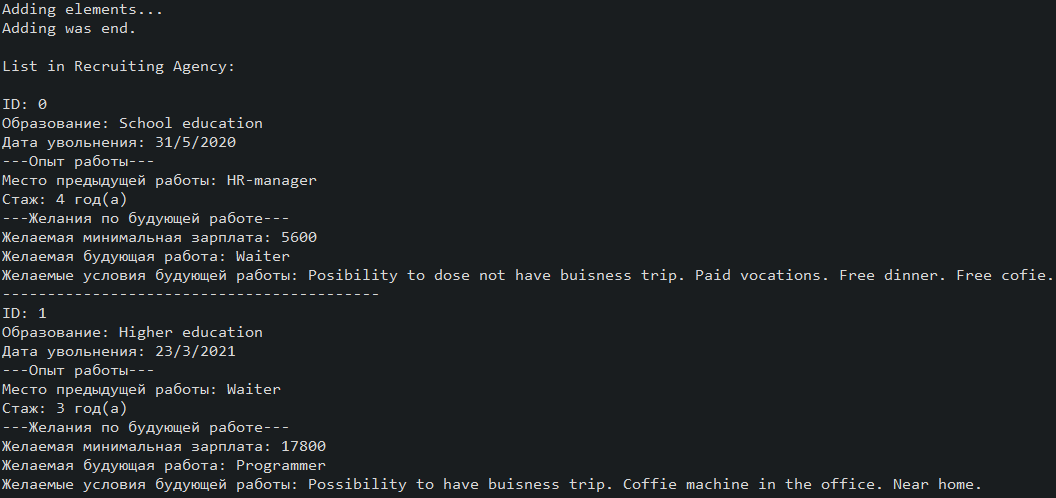 Adding elements...
Adding was end.
List in Recruiting Agency:
ID: 0
Образование: School education
Дата увольнения: 31/5/2020
---Опыт работы---
Место предыдущей работы: HR-manager
Стаж: 4 год(а)
---Желания по будующей работе---
Желаемая минимальная зарплата: 5600
Желаемая будующая работа: Waiter
Желаемые условия будующей работы: Posibility to dose not have buisness trip. Paid vocations. Free dinner. Free cofie.
------------------------------------------
ID: 1
Образование: Higher education
Дата увольнения: 23/3/2021
---Опыт работы---
Место предыдущей работы: Waiter
Стаж: 3 год(а)
---Желания по будующей работе---
Желаемая минимальная зарплата: 17800
Желаемая будующая работа: Programmer
Желаемые условия будующей работы: Possibility to have buisness trip. Coffie machine in the office. Near home.